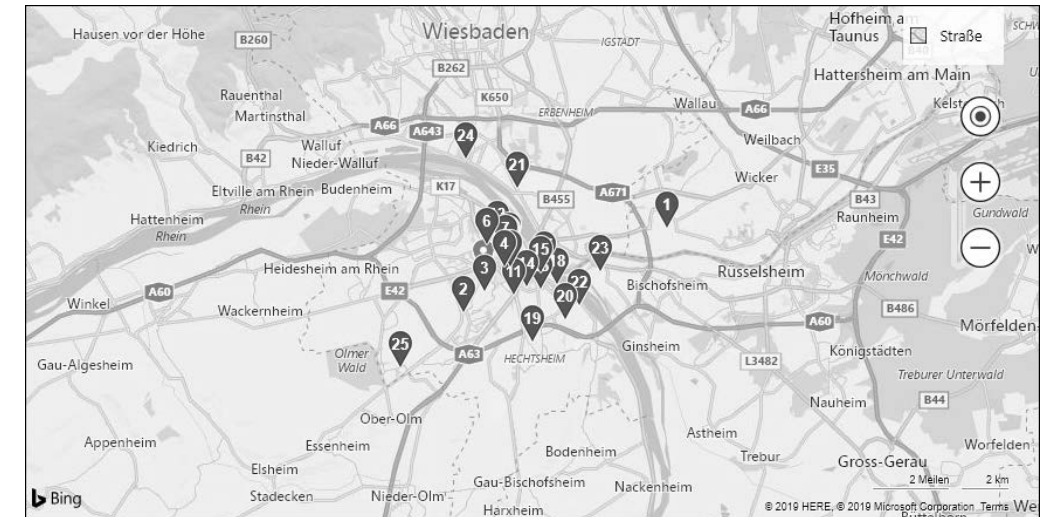 Hausen vor der Höhe
B260
Wiesbaden
IGSTADT
Hofheim am
Taunus
Straße
B262
Hattersheim am Main
Rauenthal
K650
Martinsthal
ERBENHEIM
Wallau
A66
A66
A643
24
Weilbach
Kiedrich
Walluf
B42
Nieder-Walluf
21
E35
Wicker
Eltville am Rhein
Budenheim
K17
B455
A671
1
B43
Rhein
Hattenheim
Rhein
6
7
Raunheim
Gundwald
4
15
23
E42
Heidesheim am Rhein
3
11
14
18
Rüsselsheim
Mönchwald
Winkel
A60
E42
2
22
20
Bischofsheim
Wackernheim
19
A60
B486
Mörfelden-
25
Olmer
Wald
A63
HECHTSHEIM
Ginsheim
Königstädten
Gau-Algesheim
L3482
Treburer Unterwald
Nauheim
B44
Ober-Olm
Astheim
Appenheim
Essenheim
Bodenheim
Worfelden
Elsheim
Trebur
Groß-Gerau
Stadecken
Nieder-Olm
Gau-Bischofsheim
Nackenheim
2 Meilen
2 km
Bing
Harxheim
© 2019 HERE, © 2019 Microsoft Corporation Terms
Büttelborn